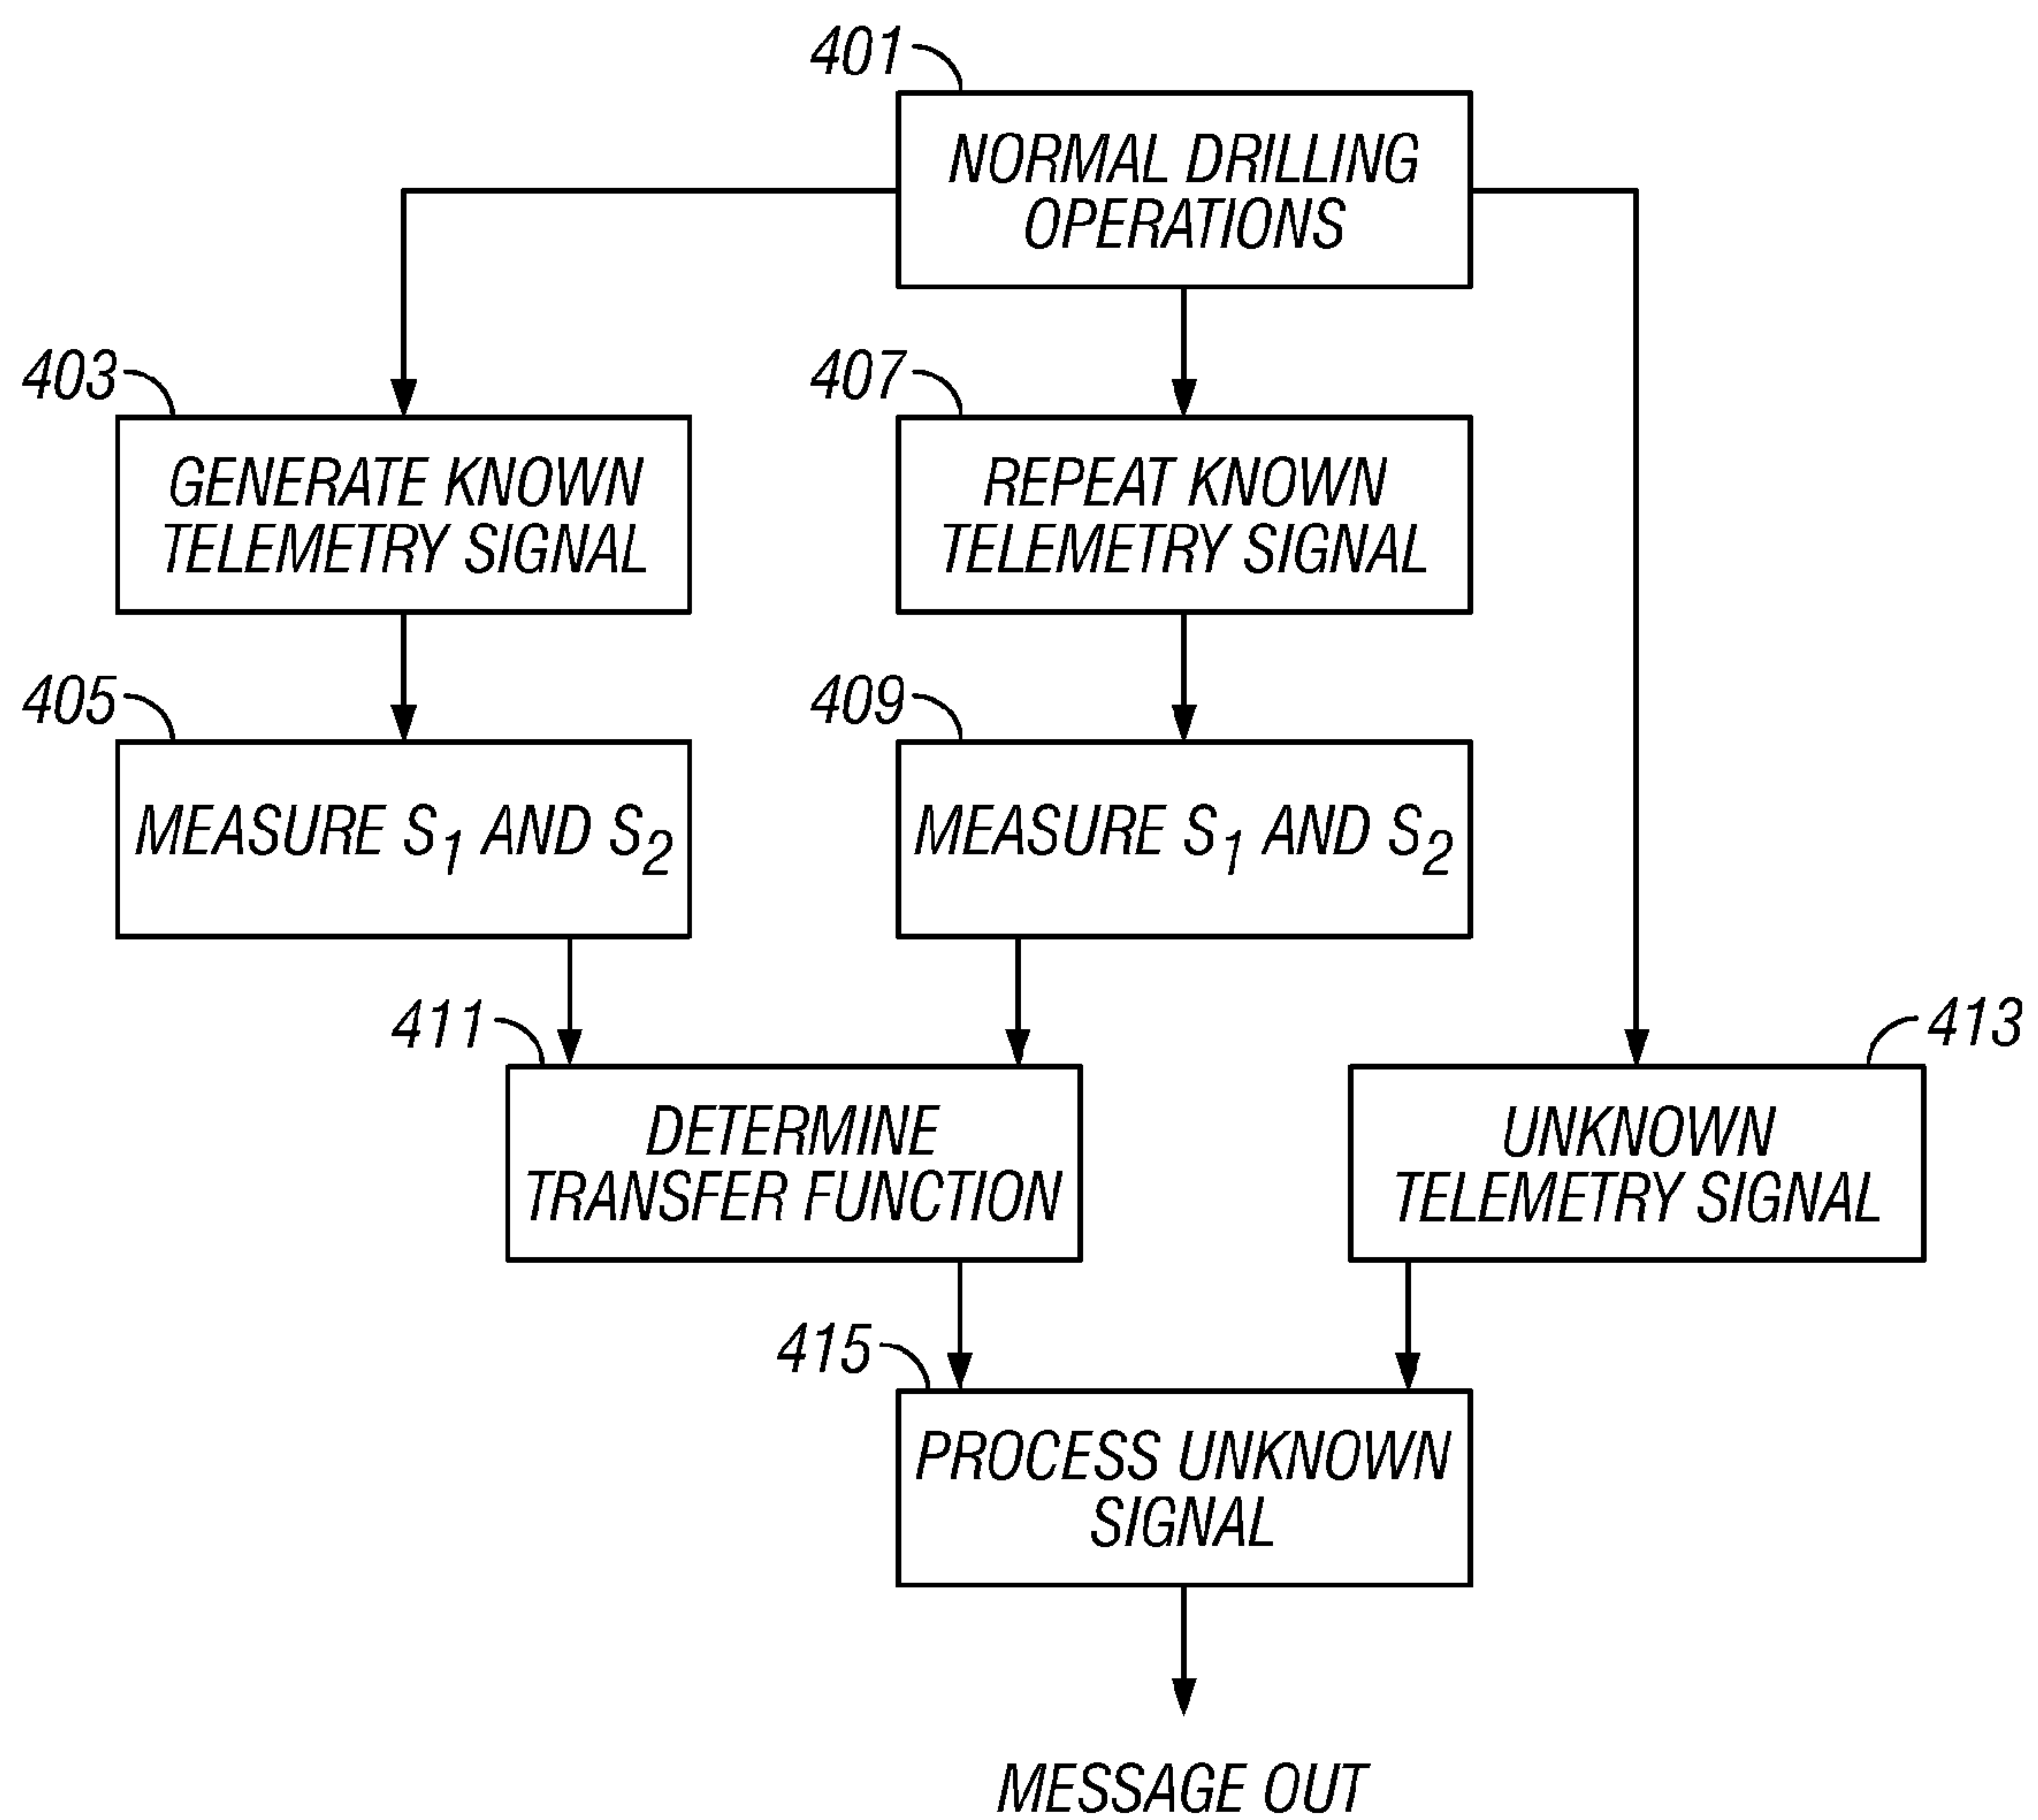 401
NORMAL DRILLING
OPERATIONS
403
GENERATE KNOWN
TELEMETRY SIGNAL
407
REPEAT KNOWN
TELEMETRY SIGNAL
405
MEASURE S1 AND S2
409
MEASURE S1 AND S2
411
DETERMINE
TRANSFER FUNCTION
413
UNKNOWN
TELEMETRY SIGNAL
415
PROCESS UNKNOWN
SIGNAL
MESSAGE OUT